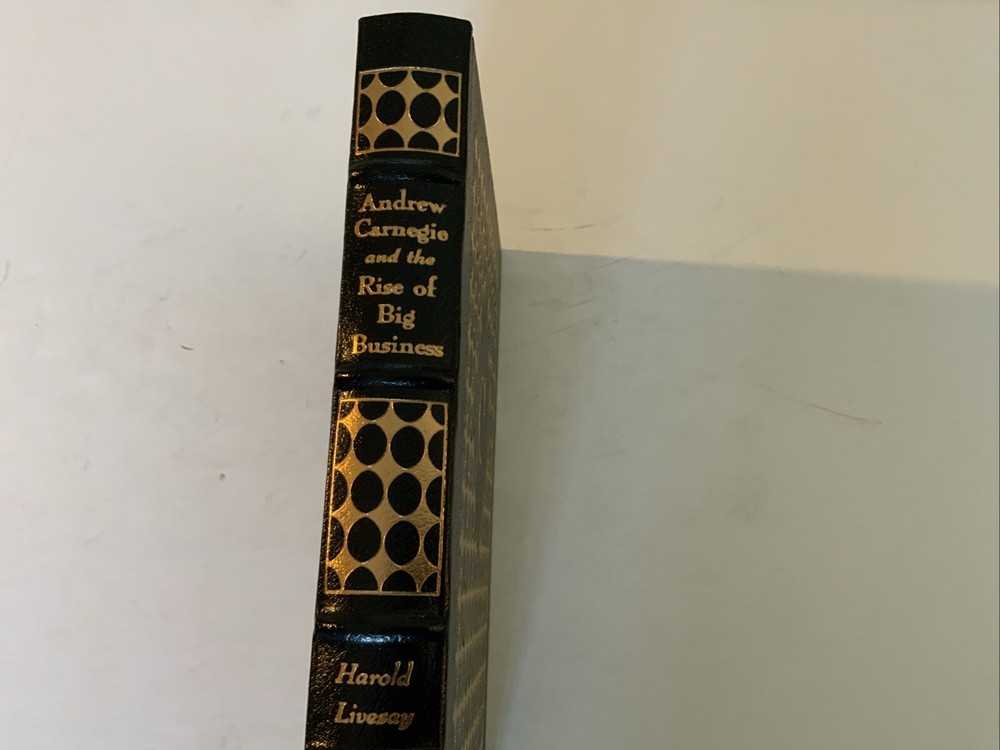 Andrew
Carnegie
and the
Rise of
Big
Business
Harold
Livesay